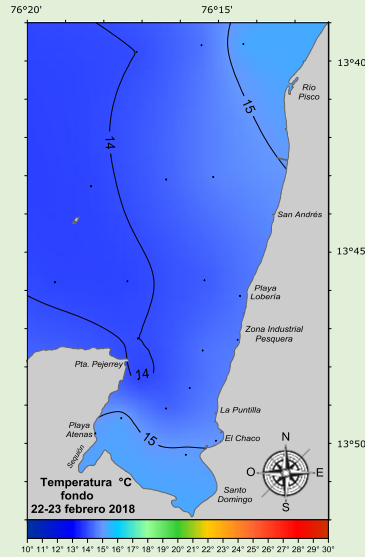 76°20' 76°15'
13°40'
Río
Pisco
15
14
San Andrés
13°45'
Playa
Lobería
Zona Industrial
Pesquera
Pta. Pejerrey
14
La Puntilla
Playa
Atenas
15
El Chaco
13°50'
Sequión
N
O E
S
Santo
Domingo
Temperatura °C
fondo
22-23 febrero 2018
10° 11° 12° 13° 14° 15° 16° 17° 18° 19° 20° 21° 22° 23° 24° 25° 26° 27° 28° 29° 30°